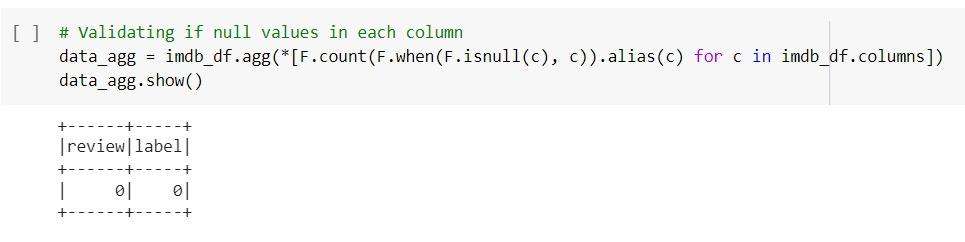 [ ] # Validating if null values in each column
data_agg = imdb_df.agg(*[F.count(F.when(F.isnull(c), c)).alias(c) for c in imdb_df.columns])
data_agg.show()
+------+-----+
|review|label|
+------+-----+
|     0|    0|
+------+-----+